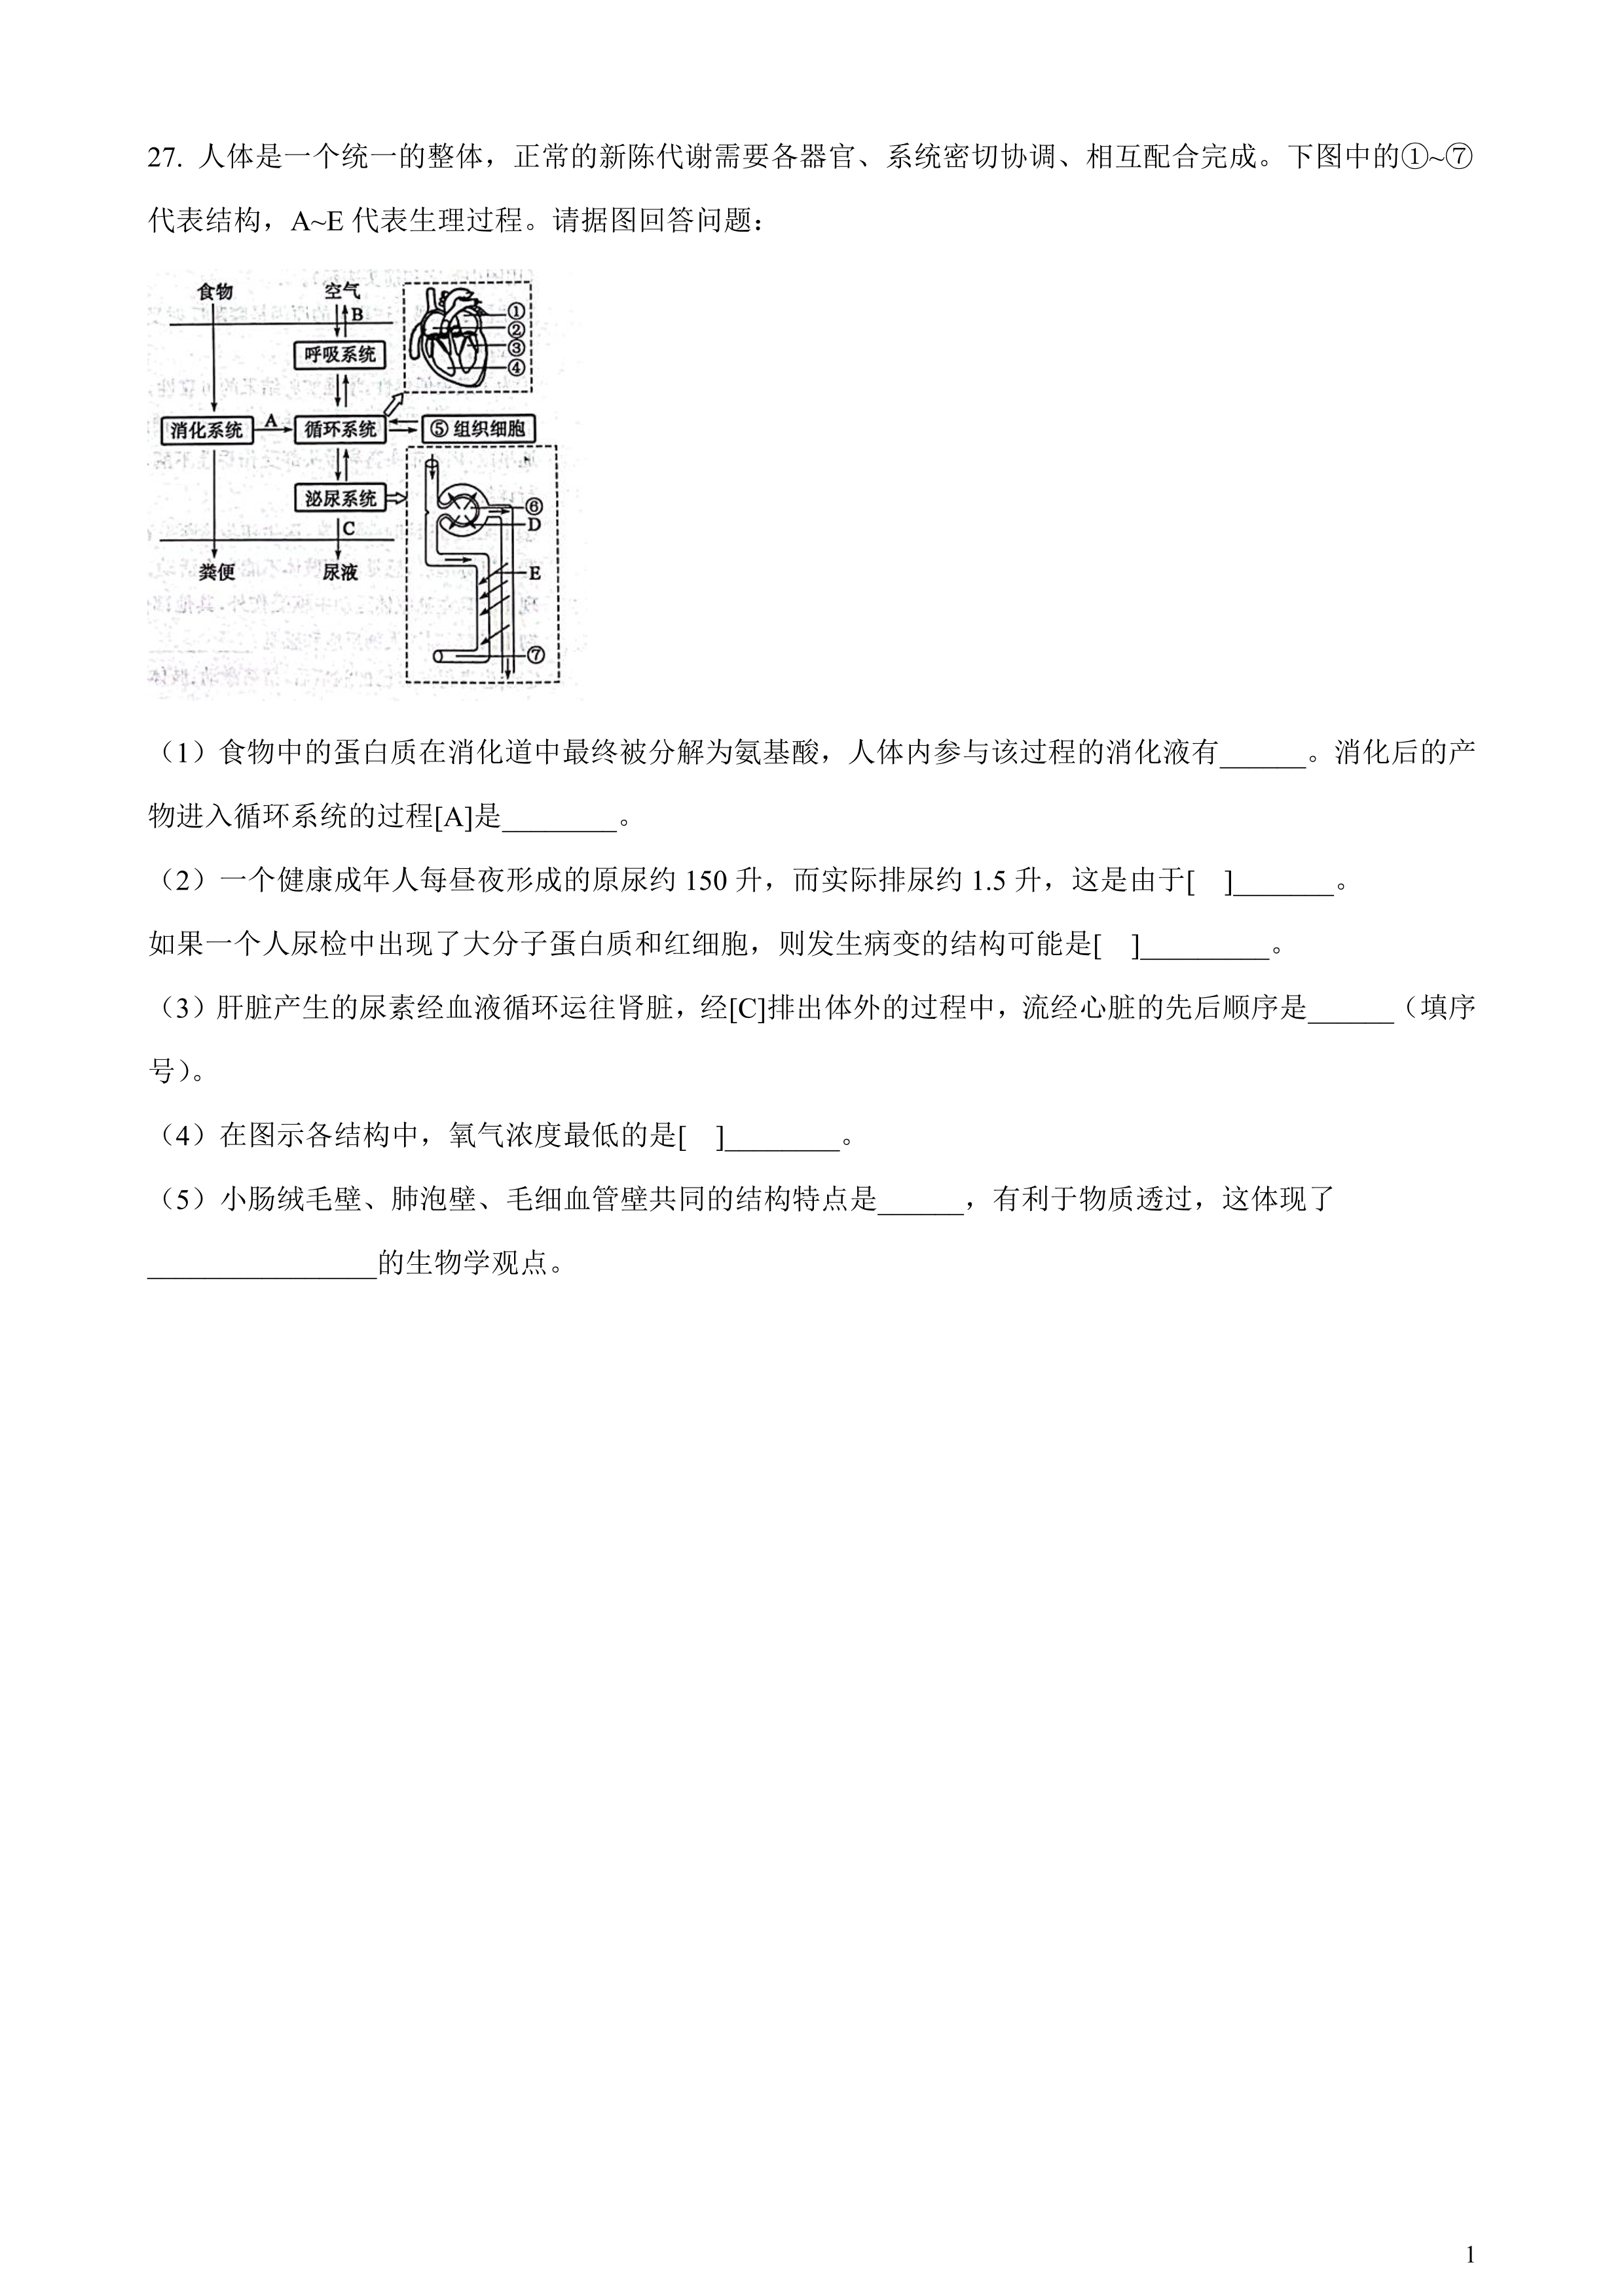 27. 人体是一个统一的整体，正常的新陈代谢需要各器官、系统密切协调、相互配合完成。下图中的①~⑦
代表结构，A~E 代表生理过程。请据图回答问题：
食物 空气
B
①
②
③
④
呼吸系统
消化系统 A 循环系统 ⑤ 组织细胞
泌尿系统
⑥
D
C
粪便 尿液
E
⑦
（1）食物中的蛋白质在消化道中最终被分解为氨基酸，人体内参与该过程的消化液有______。消化后的产
物进入循环系统的过程[A]是________。
（2）一个健康成年人每昼夜形成的原尿约 150 升，而实际排尿约 1.5 升，这是由于[　]_______。
如果一个人尿检中出现了大分子蛋白质和红细胞，则发生病变的结构可能是[　]_________。
（3）肝脏产生的尿素经血液循环运往肾脏，经[C]排出体外的过程中，流经心脏的先后顺序是______（填序
号）。
（4）在图示各结构中，氧气浓度最低的是[　]________。
（5）小肠绒毛壁、肺泡壁、毛细血管壁共同的结构特点是______，有利于物质透过，这体现了
________________的生物学观点。
1